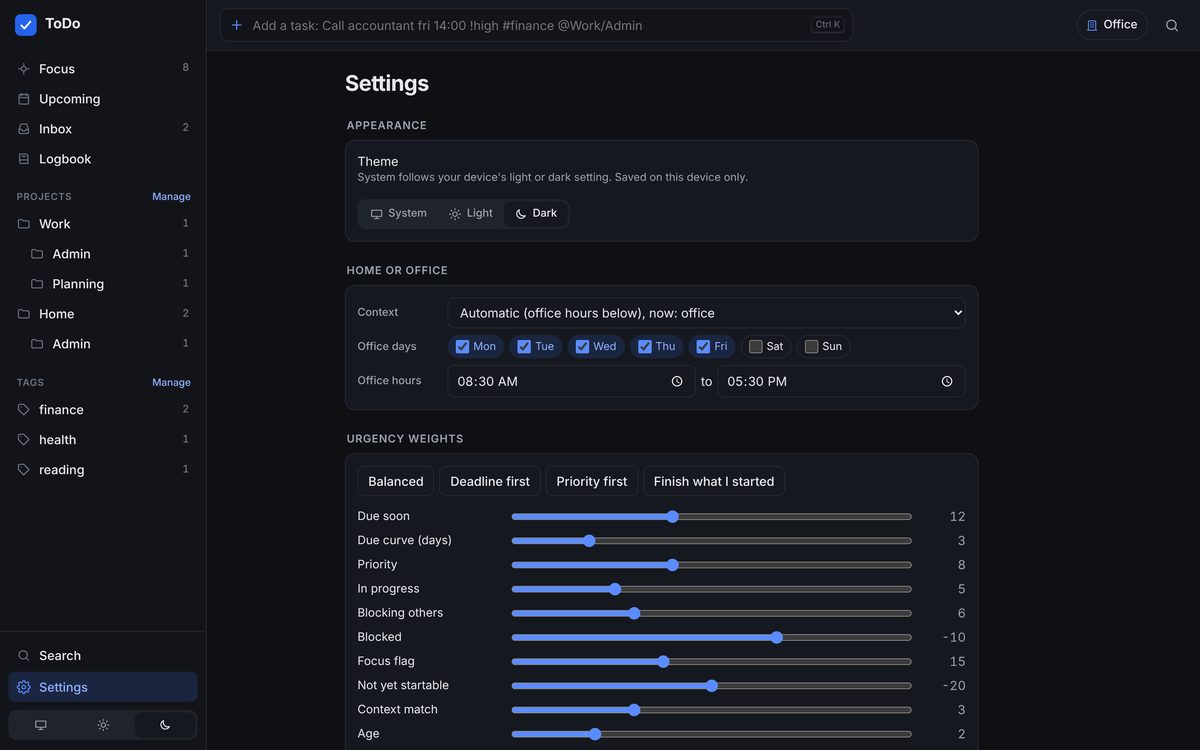 ToDo
Add a task: Call accountant fri 14:00 !high #finance @Work/Admin
Ctrl K
Office
Focus 8
Upcoming
Inbox 2
Logbook
PROJECTS Manage
Work 1
Admin 1
Planning 1
Home 2
Admin 1
TAGS Manage
finance 2
health 1
reading 1
Search
Settings
Settings
APPEARANCE
Theme
System follows your device's light or dark setting. Saved on this device only.
System Light Dark
HOME OR OFFICE
Context Automatic (office hours below), now: office
Office days Mon Tue Wed Thu Fri Sat Sun
Office hours 08:30 AM to 05:30 PM
URGENCY WEIGHTS
Balanced Deadline first Priority first Finish what I started
Due soon 12
Due curve (days) 3
Priority 8
In progress 5
Blocking others 6
Blocked -10
Focus flag 15
Not yet startable -20
Context match 3
Age 2